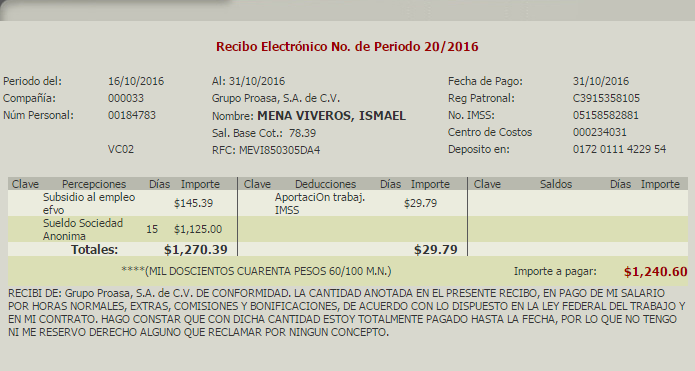 Recibo Electrónico No. de Periodo 20/2016
Periodo del: 16/10/2016 Al: 31/10/2016 Fecha de Pago: 31/10/2016
Compañía: 000033 Grupo Proasa, S.A. de C.V. Reg Patronal: C3915358105
Núm Personal: 00184783 Nombre: MENA VIVEROS, ISMAEL No. IMSS: 05158582881
Sal. Base Cot.: 78.39 Centro de Costos 000234031
VC02 RFC: MEVI850305DA4 Deposito en: 0172 0111 4229 54
Clave Percepciones Días Importe Clave Deducciones Días Importe Clave Saldos Días Importe
Subsidio al empleo efvo $145.39 AportaciOn trabaj. IMSS $29.79
Sueldo Sociedad Anonima 15 $1,125.00
Totales: $1,270.39 $29.79
****(MIL DOSCIENTOS CUARENTA PESOS 60/100 M.N.) Importe a pagar: $1,240.60
RECIBI DE: Grupo Proasa, S.A. de C.V. DE CONFORMIDAD. LA CANTIDAD ANOTADA EN EL PRESENTE RECIBO, EN PAGO DE MI SALARIO
POR HORAS NORMALES, EXTRAS, COMISIONES Y BONIFICACIONES, DE ACUERDO CON LO DISPUESTO EN LA LEY FEDERAL DEL TRABAJO Y
EN MI CONTRATO. HAGO CONSTAR QUE CON DICHA CANTIDAD ESTOY TOTALMENTE PAGADO HASTA LA FECHA, POR LO QUE NO TENGO
NI ME RESERVO DERECHO ALGUNO QUE RECLAMAR POR NINGUN CONCEPTO.